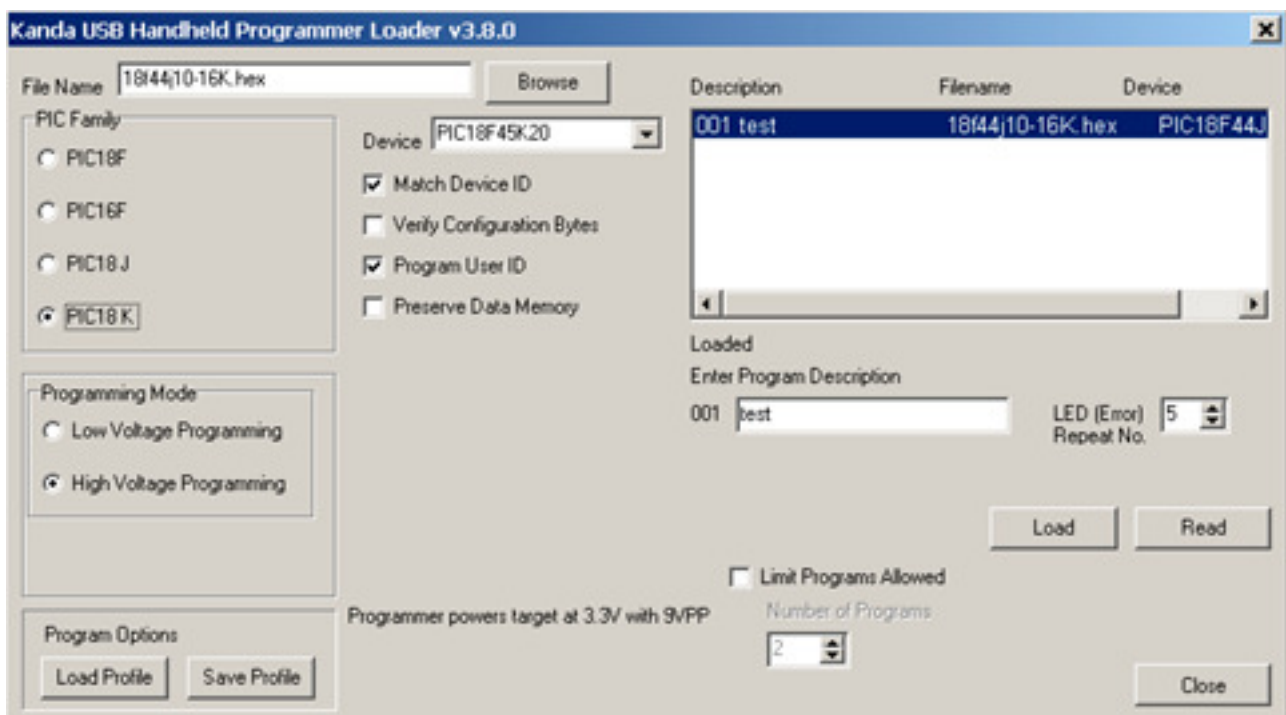 Kanda USB Handheld Programmer Loader v3.8.0
File Name 18f44j10-16K.hex Browse
PIC Family
PIC18F
PIC16F
PIC18 J
PIC18 K
Device PIC18F45K20
Match Device ID
Verify Configuration Bytes
Program User ID
Preserve Data Memory
Programming Mode
Low Voltage Programming
High Voltage Programming
Program Options
Load Profile Save Profile
Programmer powers target at 3.3V with 9VPP
Description Filename Device
001 test 18f44j10-16K.hex PIC18F44J
Loaded
Enter Program Description
001 test
LED (Error) 5
Repeat No.
Load Read
Limit Programs Allowed
Number of Programs
2
Close